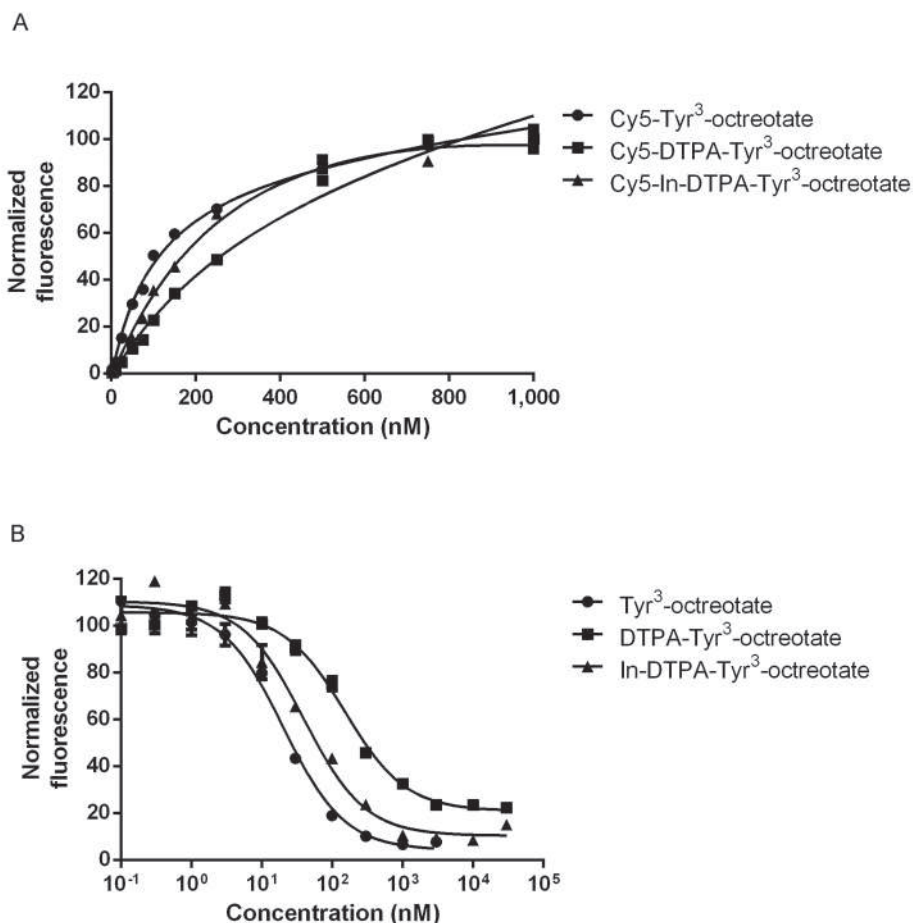 A
120
100
80
60
40
20
0
Normalized
fluorescence
0 200 400 600 800 1,000
Concentration (nM)
Cy5-Tyr³-octreotate
Cy5-DTPA-Tyr³-octreotate
Cy5-In-DTPA-Tyr³-octreotate
B
120
100
80
60
40
20
0
Normalized
fluorescence
10⁻¹ 10⁰ 10¹ 10² 10³ 10⁴ 10⁵
Concentration (nM)
Tyr³-octreotate
DTPA-Tyr³-octreotate
In-DTPA-Tyr³-octreotate